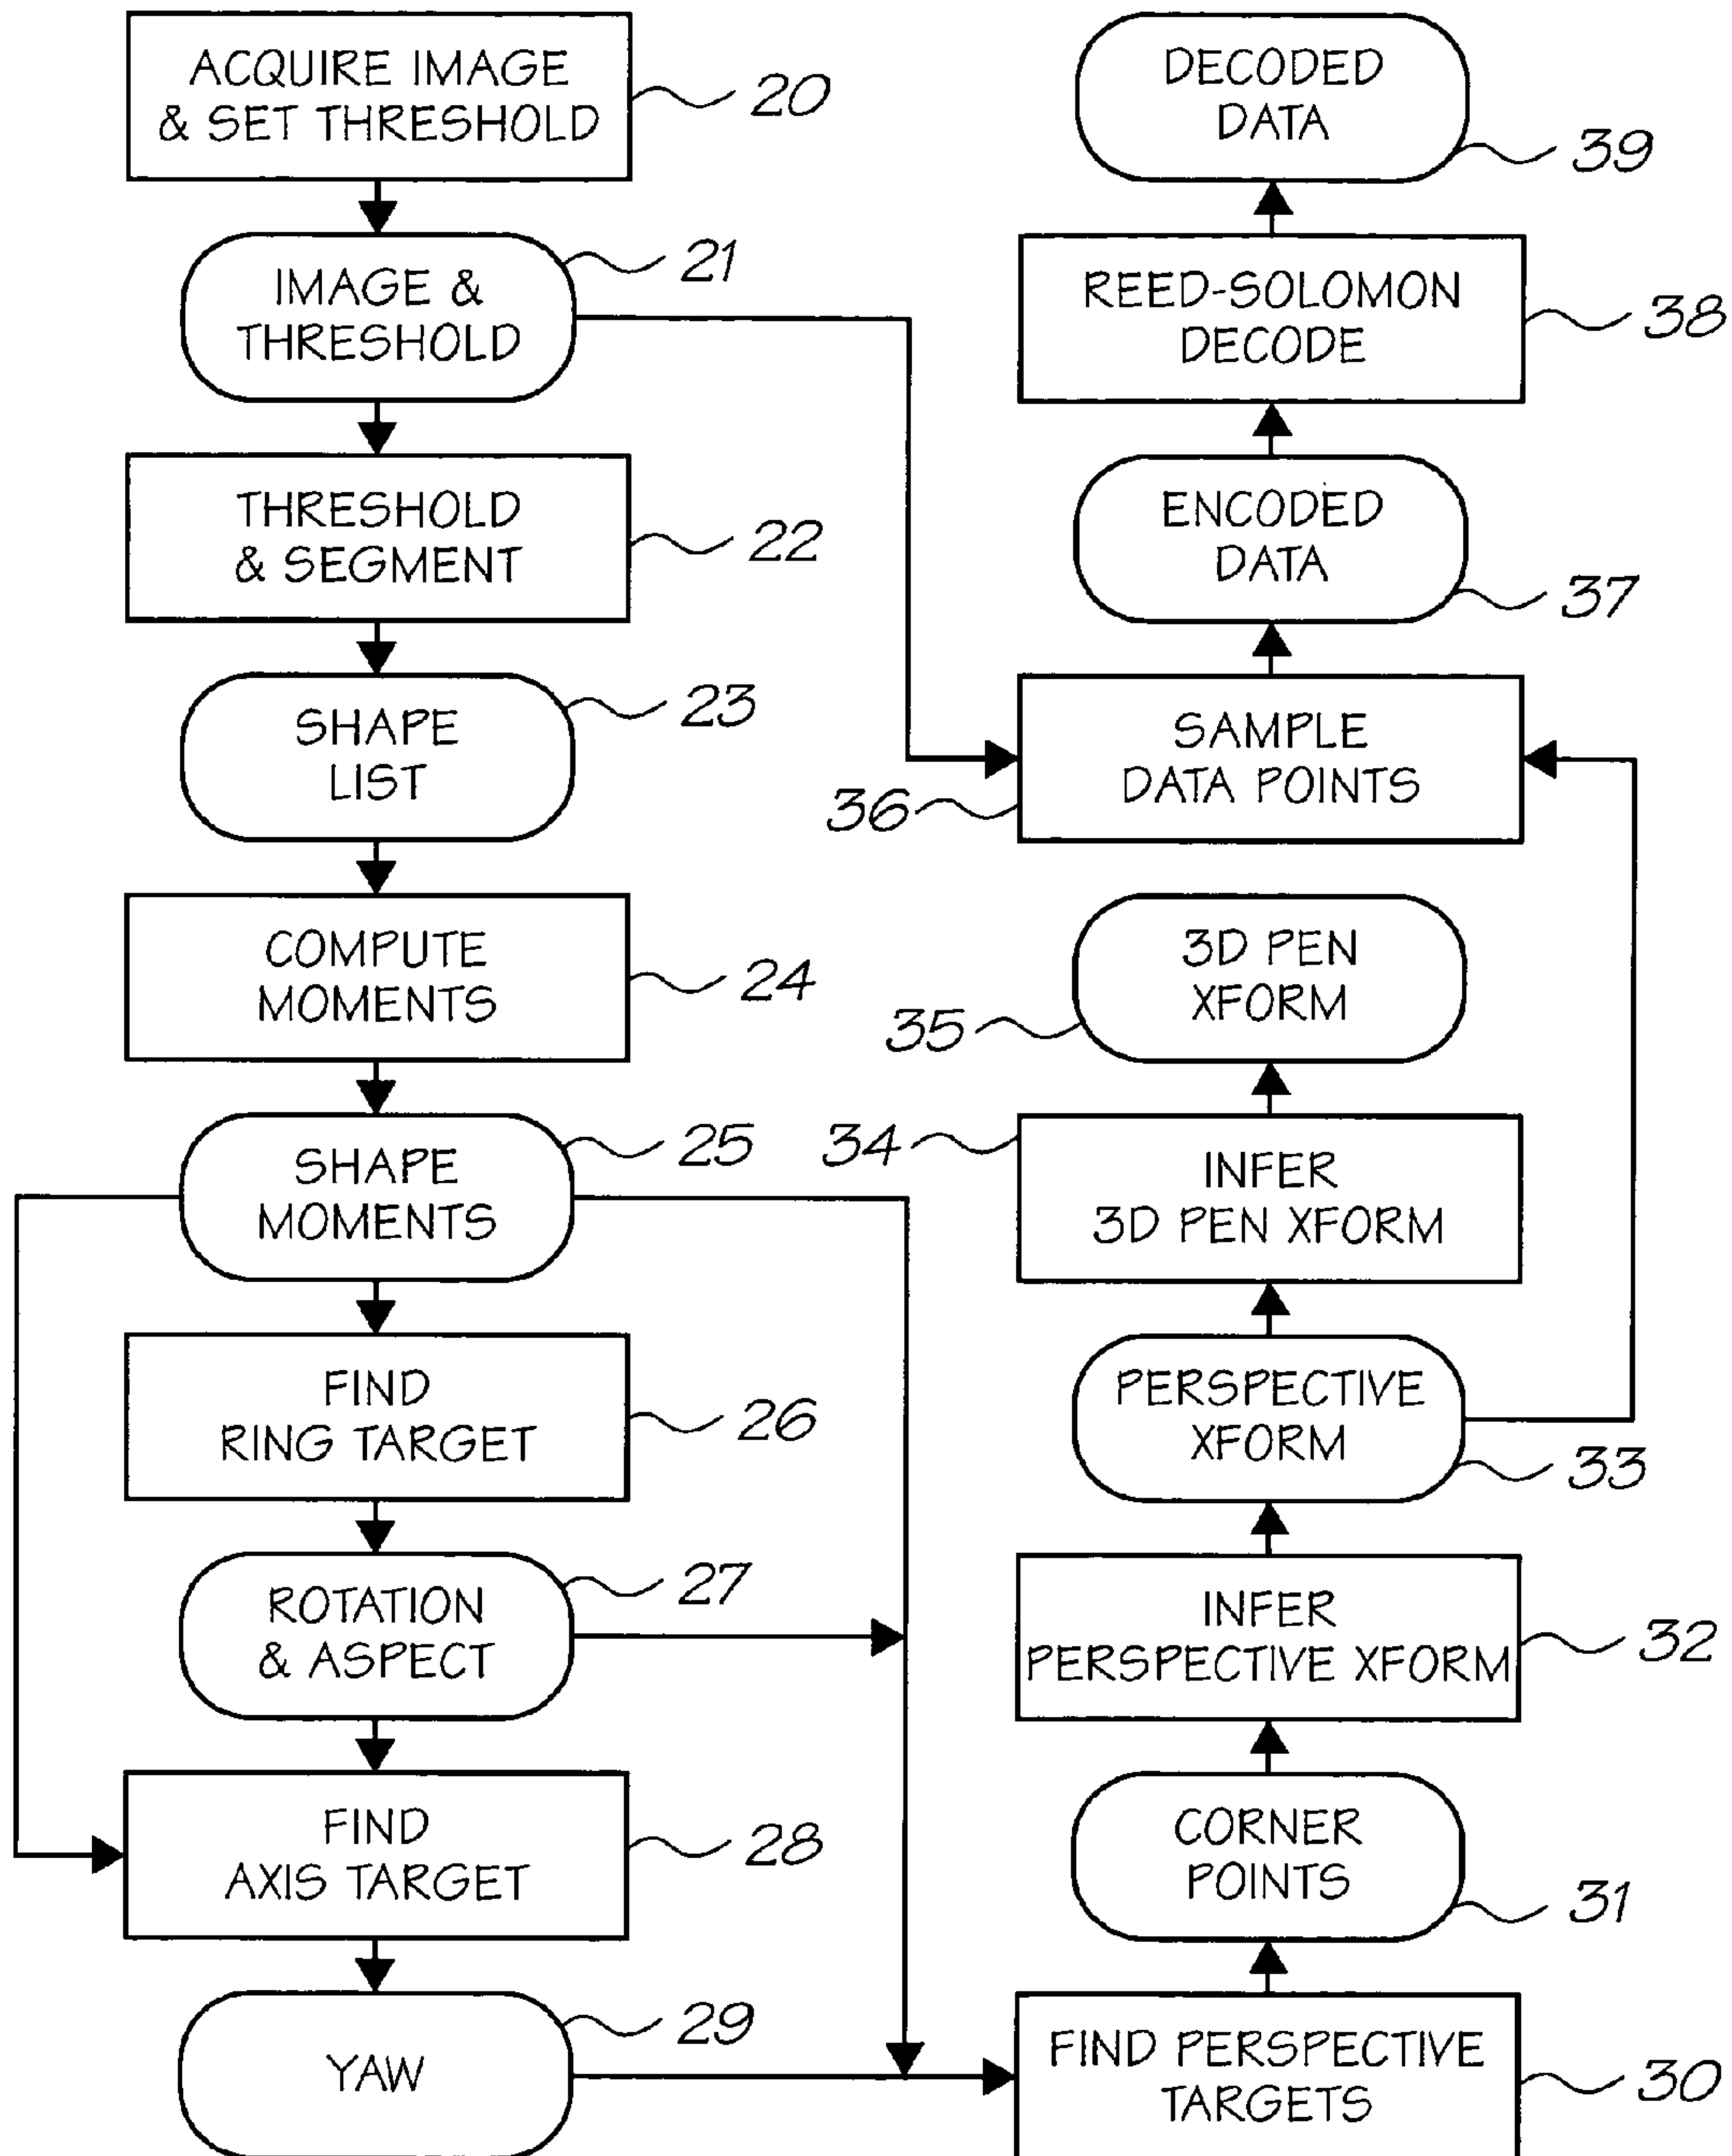 ACQUIRE IMAGE
& SET THRESHOLD
20
IMAGE &
THRESHOLD
21
THRESHOLD
& SEGMENT
22
SHAPE
LIST
23
COMPUTE
MOMENTS
24
SHAPE
MOMENTS
25
FIND
RING TARGET
26
ROTATION
& ASPECT
27
FIND
AXIS TARGET
28
YAW
29
DECODED
DATA
39
REED-SOLOMON
DECODE
38
ENCODED
DATA
37
SAMPLE
DATA POINTS
36
3D PEN
XFORM
35
INFER
3D PEN XFORM
34
PERSPECTIVE
XFORM
33
INFER
PERSPECTIVE XFORM
32
CORNER
POINTS
31
FIND PERSPECTIVE
TARGETS
30